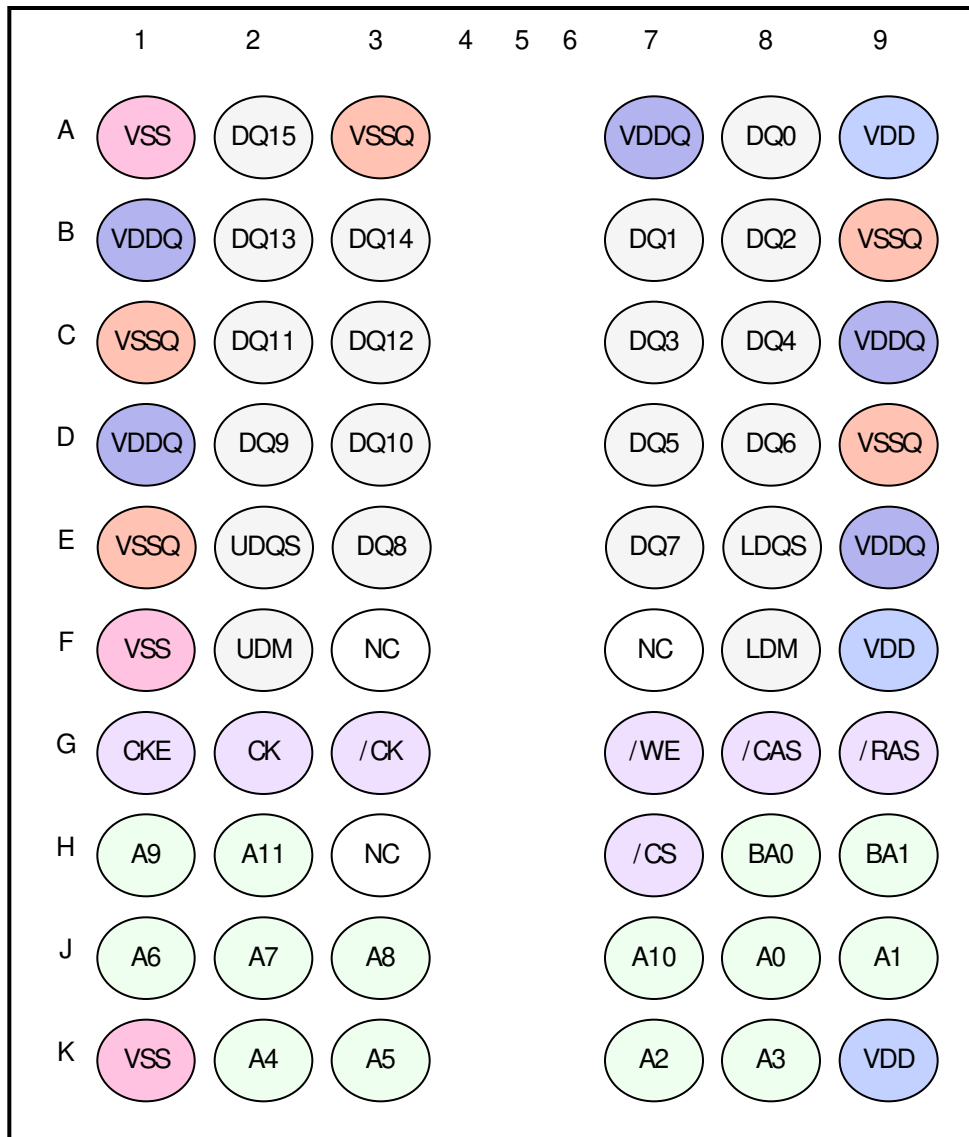 1 2 3 4 5 6 7 8 9
A VSS DQ15 VSSQ VDDQ DQ0 VDD
B VDDQ DQ13 DQ14 DQ1 DQ2 VSSQ
C VSSQ DQ11 DQ12 DQ3 DQ4 VDDQ
D VDDQ DQ9 DQ10 DQ5 DQ6 VSSQ
E VSSQ UDQS DQ8 DQ7 LDQS VDDQ
F VSS UDM NC NC LDM VDD
G CKE CK /CK /WE /CAS /RAS
H A9 A11 NC /CS BA0 BA1
J A6 A7 A8 A10 A0 A1
K VSS A4 A5 A2 A3 VDD